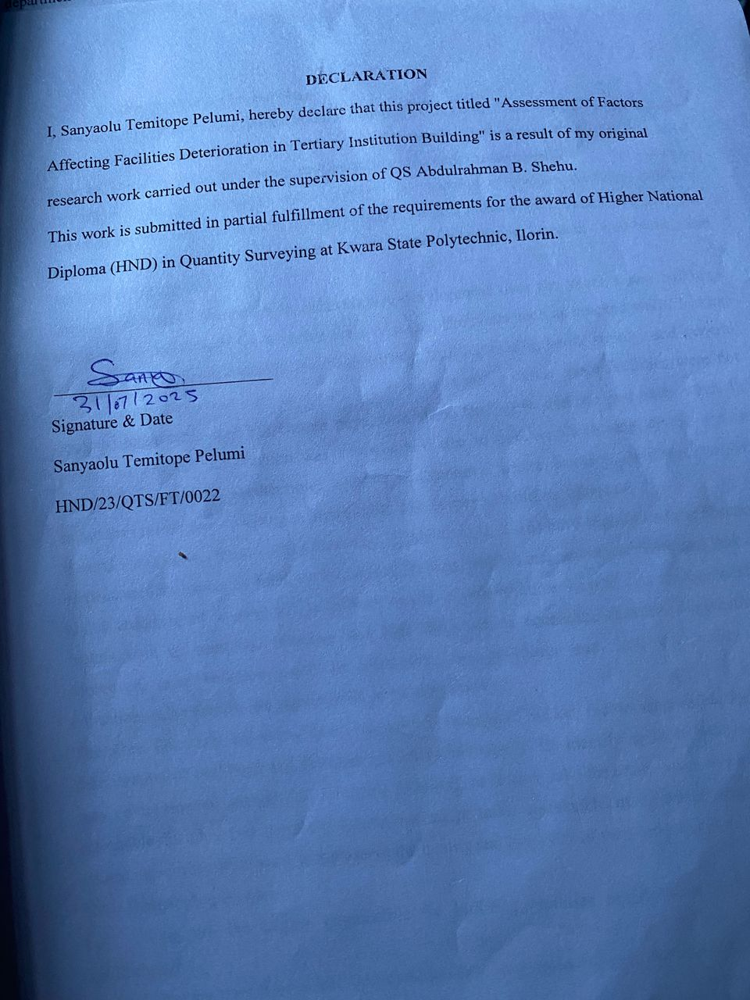 DECLARATION
I, Sanyaolu Temitope Pelumi, hereby declare that this project titled "Assessment of Factors
Affecting Facilities Deterioration in Tertiary Institution Building" is a result of my original
research work carried out under the supervision of QS Abdulrahman B. Shehu.
This work is submitted in partial fulfillment of the requirements for the award of Higher National
Diploma (HND) in Quantity Surveying at Kwara State Polytechnic, Ilorin.
31/07/2025
Signature & Date
Sanyaolu Temitope Pelumi
HND/23/QTS/FT/0022